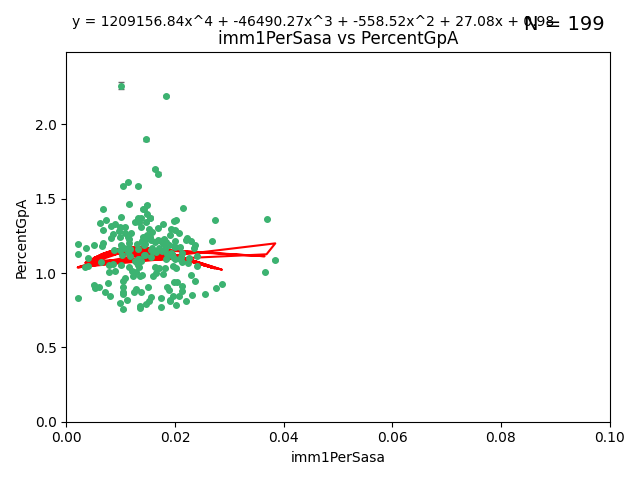 y = 1209156.84x^4 + -46490.27x^3 + -558.52x^2 + 27.08x + 0.98
N = 199
imm1PerSasa vs PercentGpA
PercentGpA
2.0
1.5
1.0
0.5
0.0
0.00 0.02 0.04 0.06 0.08 0.10
imm1PerSasa